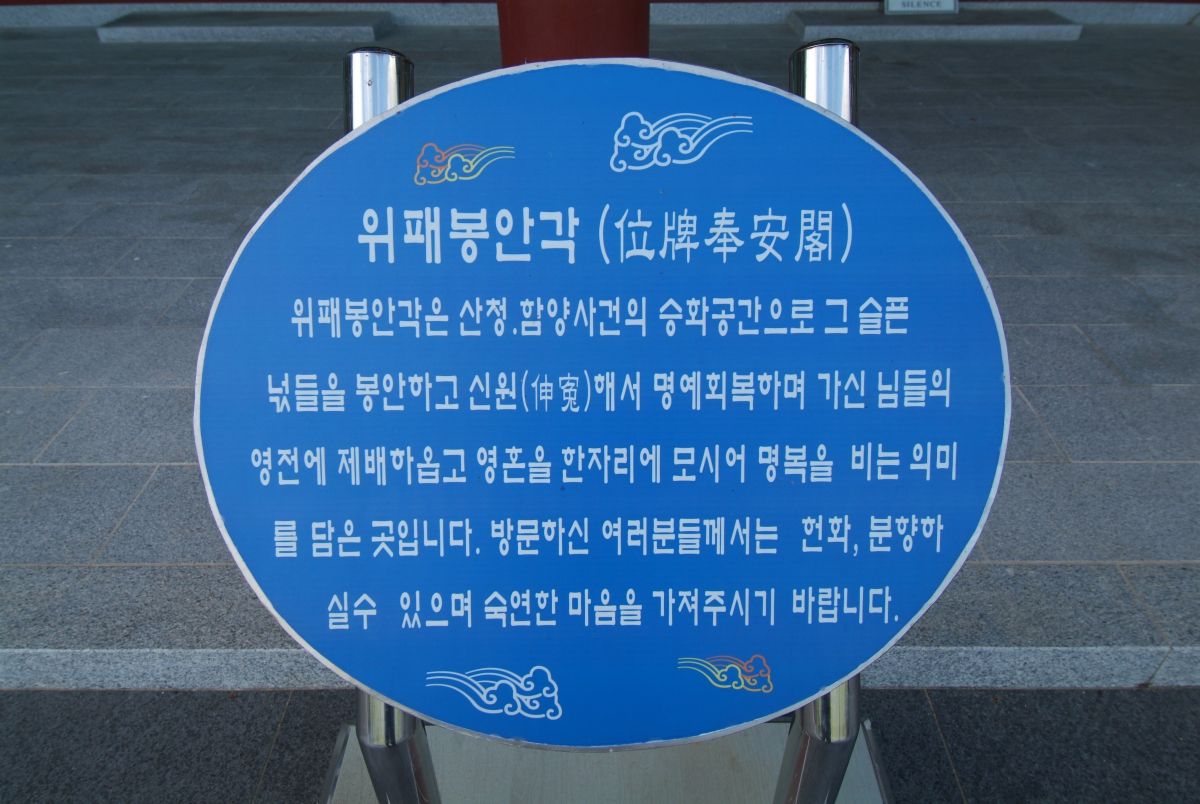 SILENCE
위패봉안각 (位牌奉安閣)
위패봉안각은 산청.함양사건의 승화공간으로 그 슬픈
넋들을 봉안하고 신원(伸寃)해서 명예회복하며 가신 님들의
영전에 제배하옵고 영혼을 한자리에 모시어 명복을 비는 의미
를 담은 곳입니다. 방문하신 여러분들께서는 헌화, 분향하
실수 있으며 숙연한 마음을 가져주시기 바랍니다.